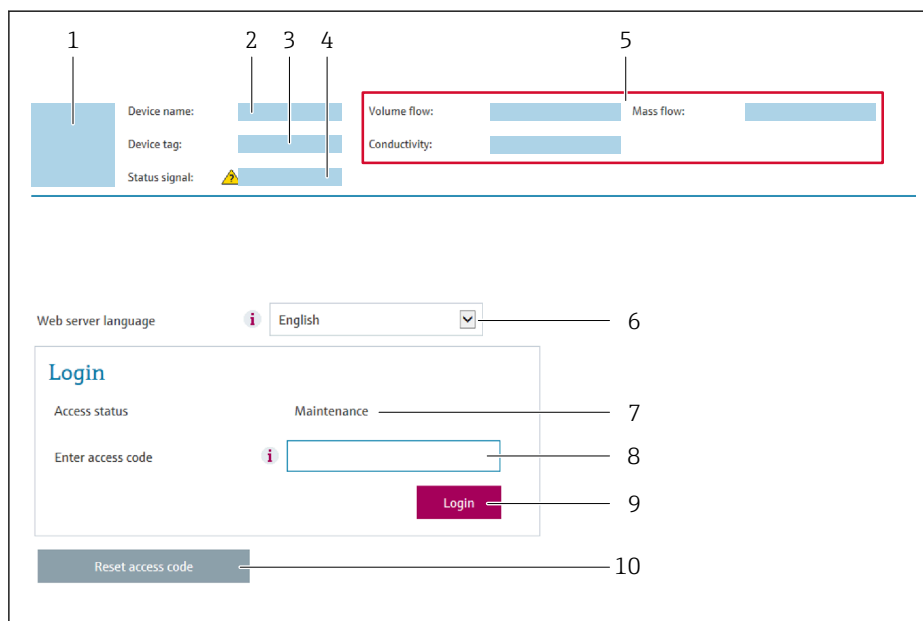 1 2 3 4 5
Device name: Volume flow: Mass flow:
Device tag: Conductivity:
Status signal: ?
Web server language i English 6
Login
Access status Maintenance 7
Enter access code i 8
Login 9
Reset access code 10